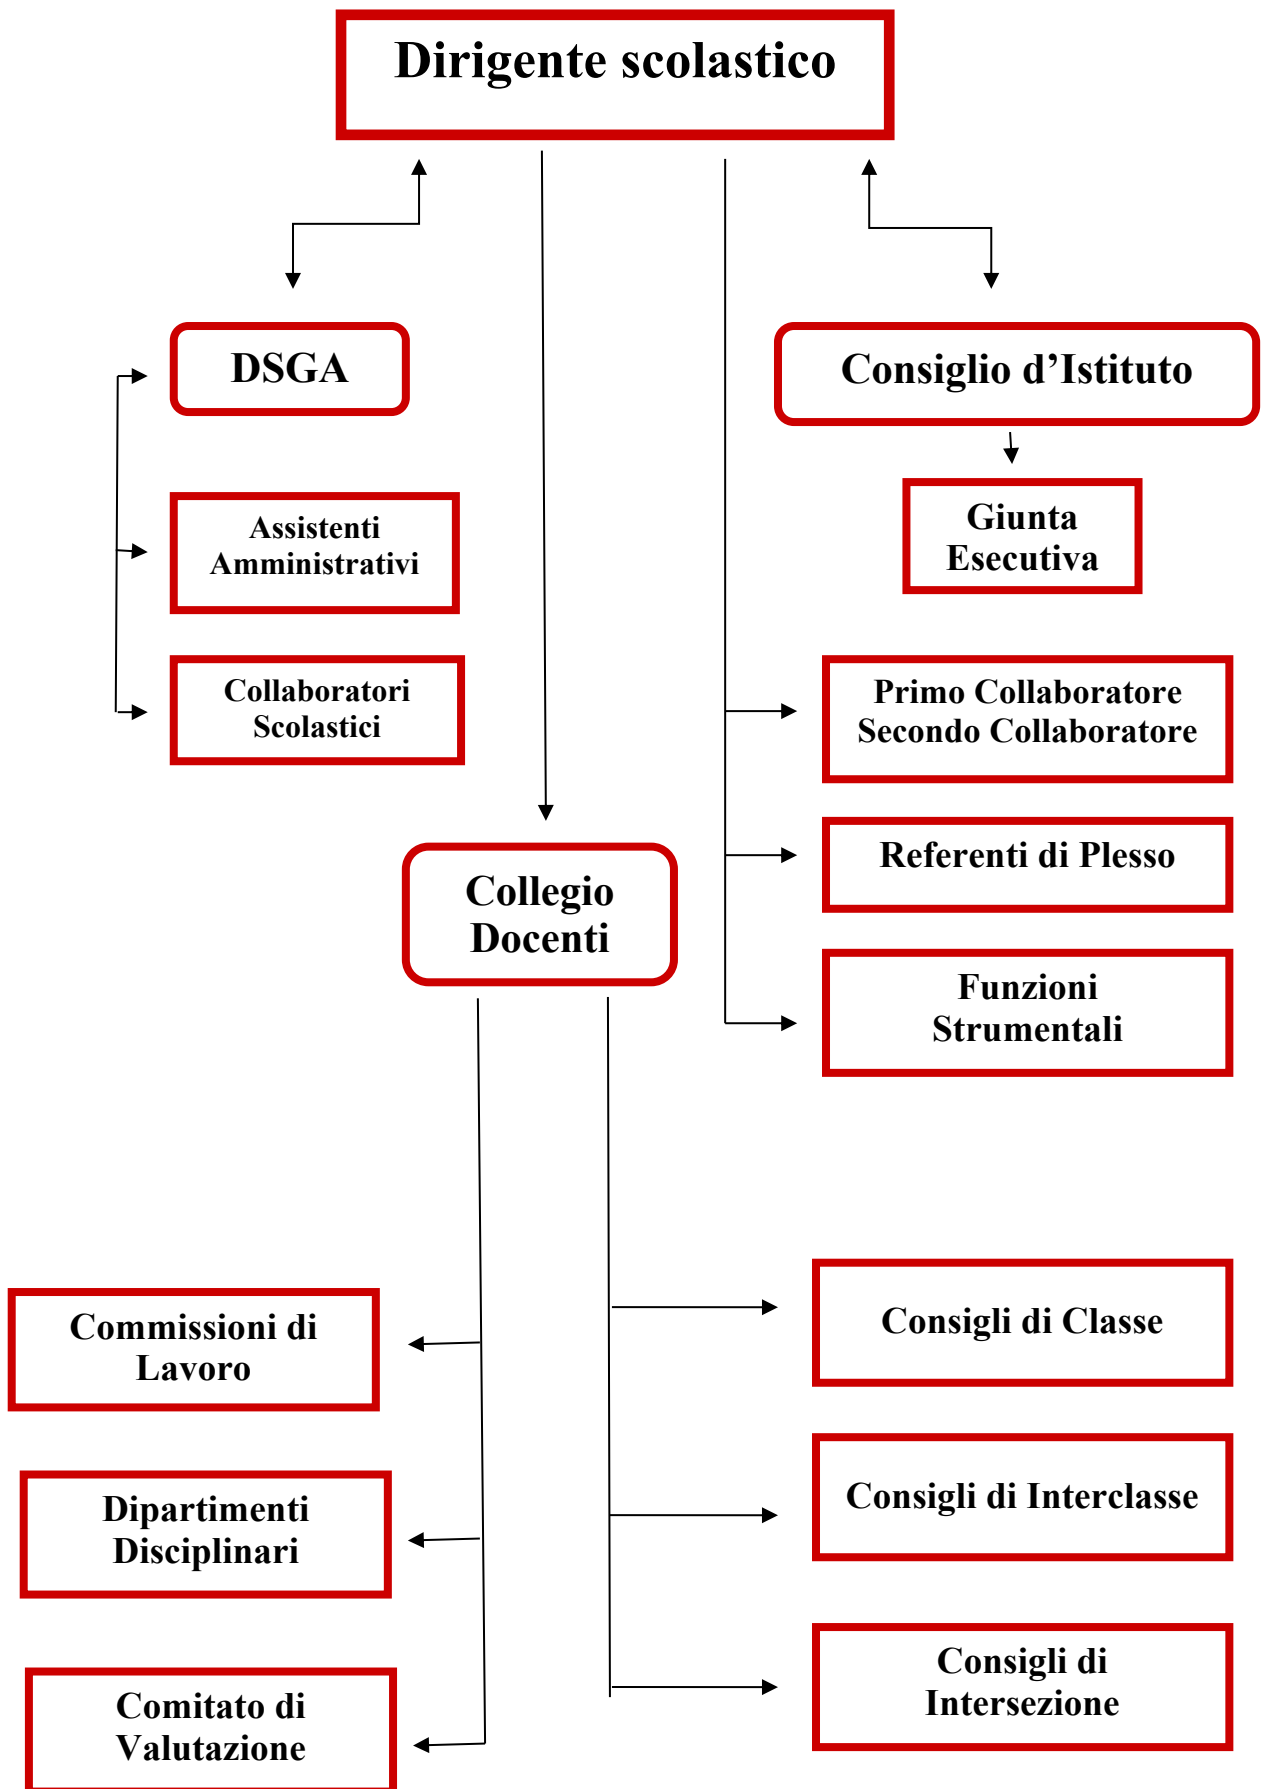 Dirigente scolastico
DSGA
Consiglio d’Istituto
Assistenti
Amministrativi
Giunta
Esecutiva
Collaboratori
Scolastici
Primo Collaboratore
Secondo Collaboratore
Referenti di Plesso
Collegio
Docenti
Funzioni
Strumentali
Commissioni di
Lavoro
Consigli di Classe
Dipartimenti
Disciplinari
Consigli di Interclasse
Comitato di
Valutazione
Consigli di
Intersezione